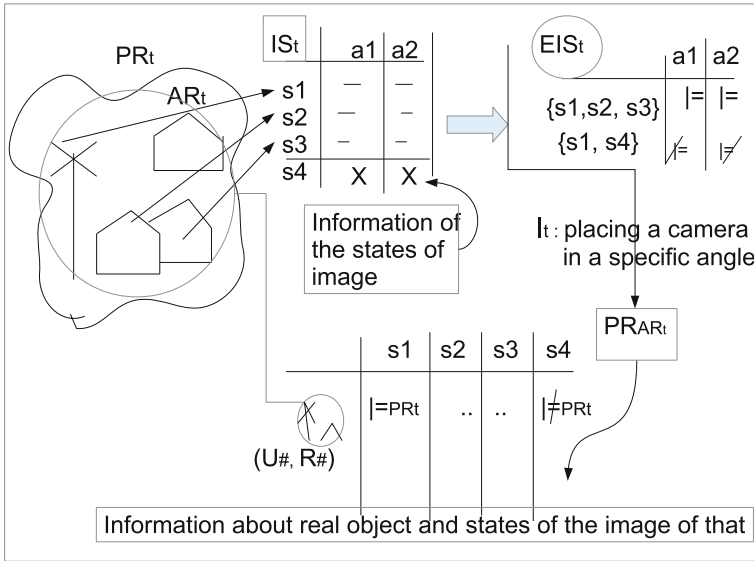 PRt
ARt
ISt
a1 a2
s1 — —
s2 — —
s3 - —
s4 X X
Information of
the states of
image
EISt
a1 a2
{s1,s2, s3} |= |=
{s1, s4} |≠ |≠
It : placing a camera
in a specific angle
PRARt
s1 s2 s3 s4
|=PRt .. .. |≠PRt
(U#, R#)
Information about real object and states of the image of that